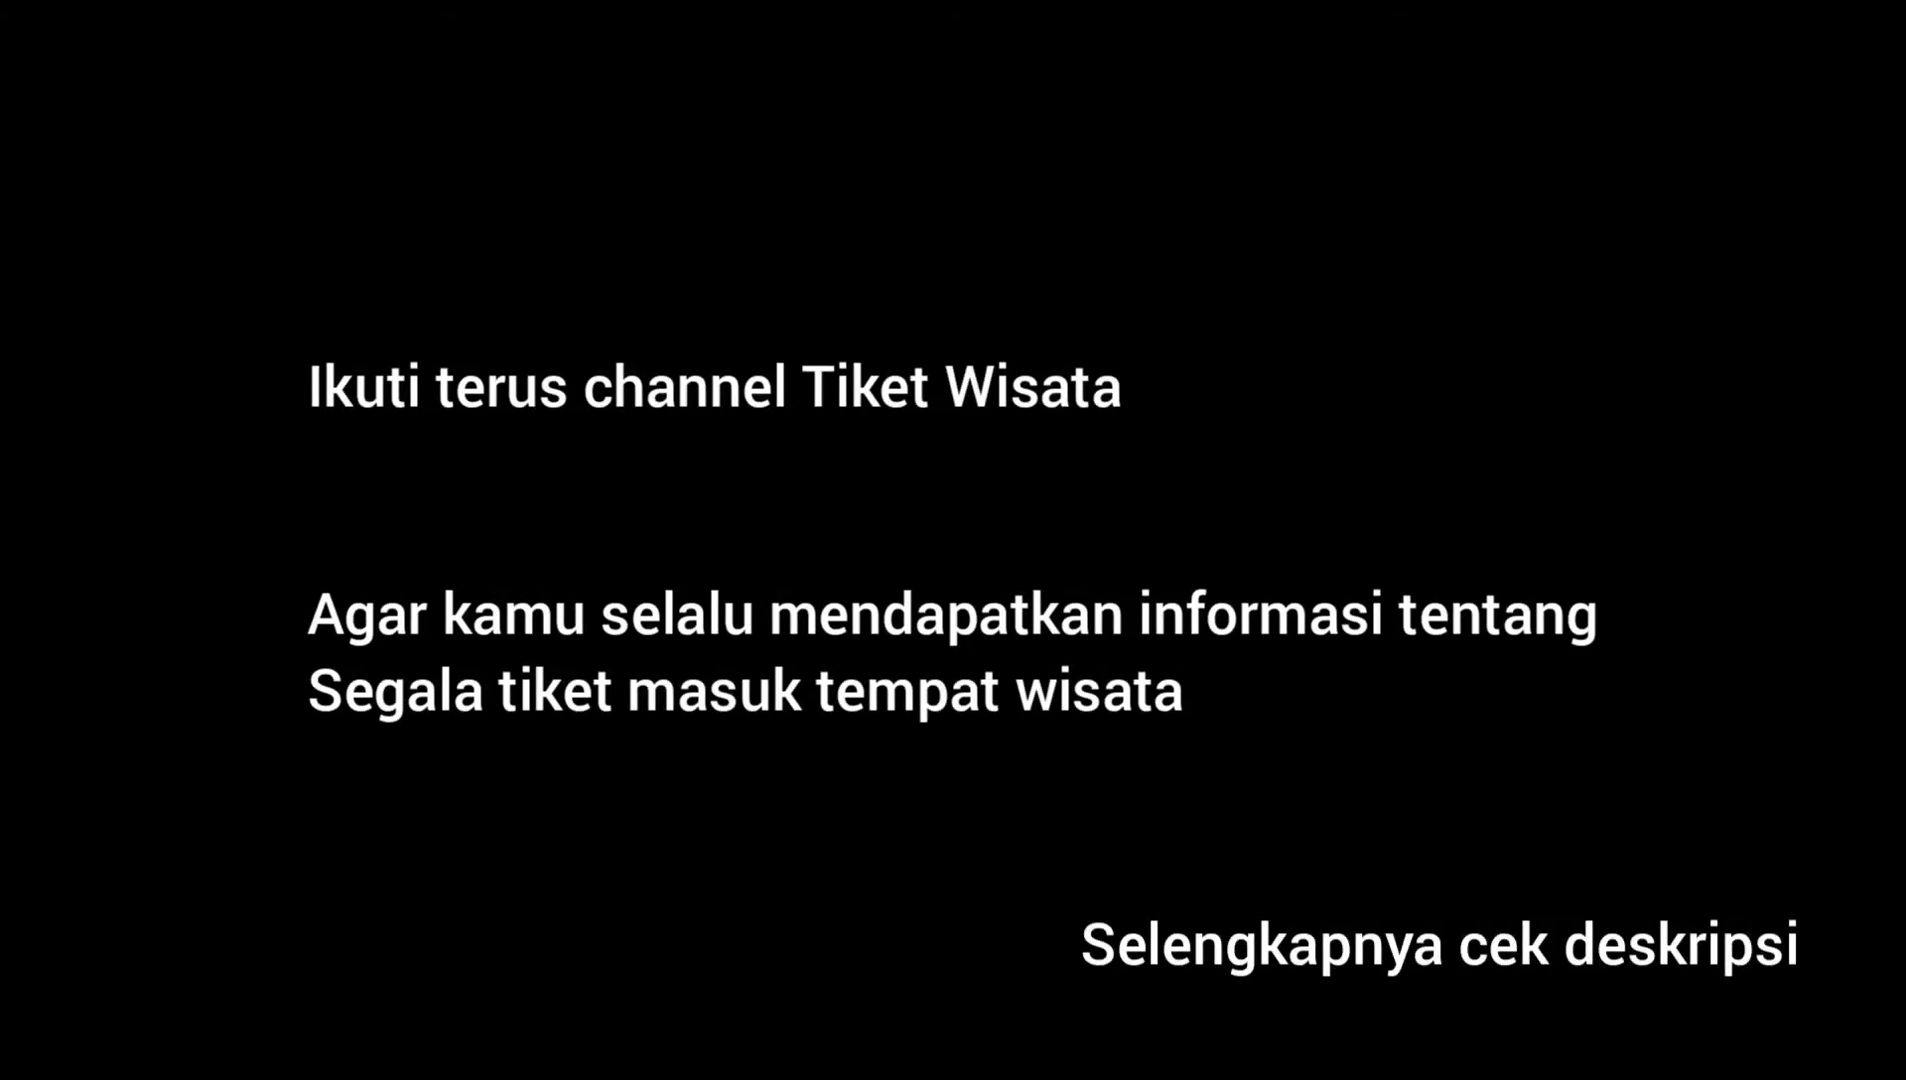 Ikuti terus channel Tiket Wisata
Agar kamu selalu mendapatkan informasi tentang
Segala tiket masuk tempat wisata
Selengkapnya cek deskripsi